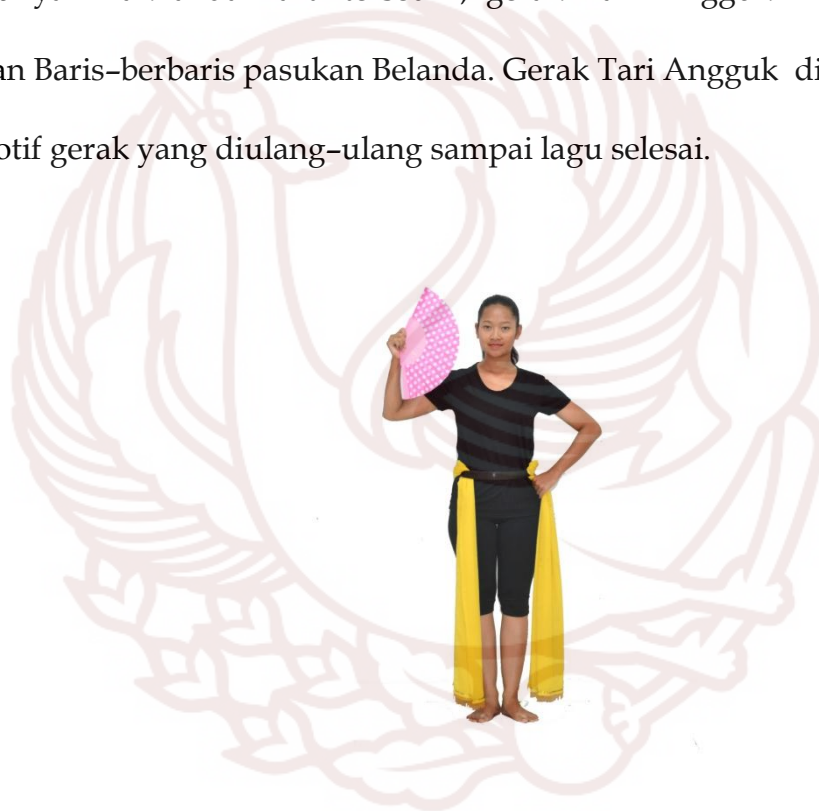 an Baris–berbaris pasukan Belanda. Gerak Tari Angguk di
otif gerak yang diulang–ulang sampai lagu selesai.